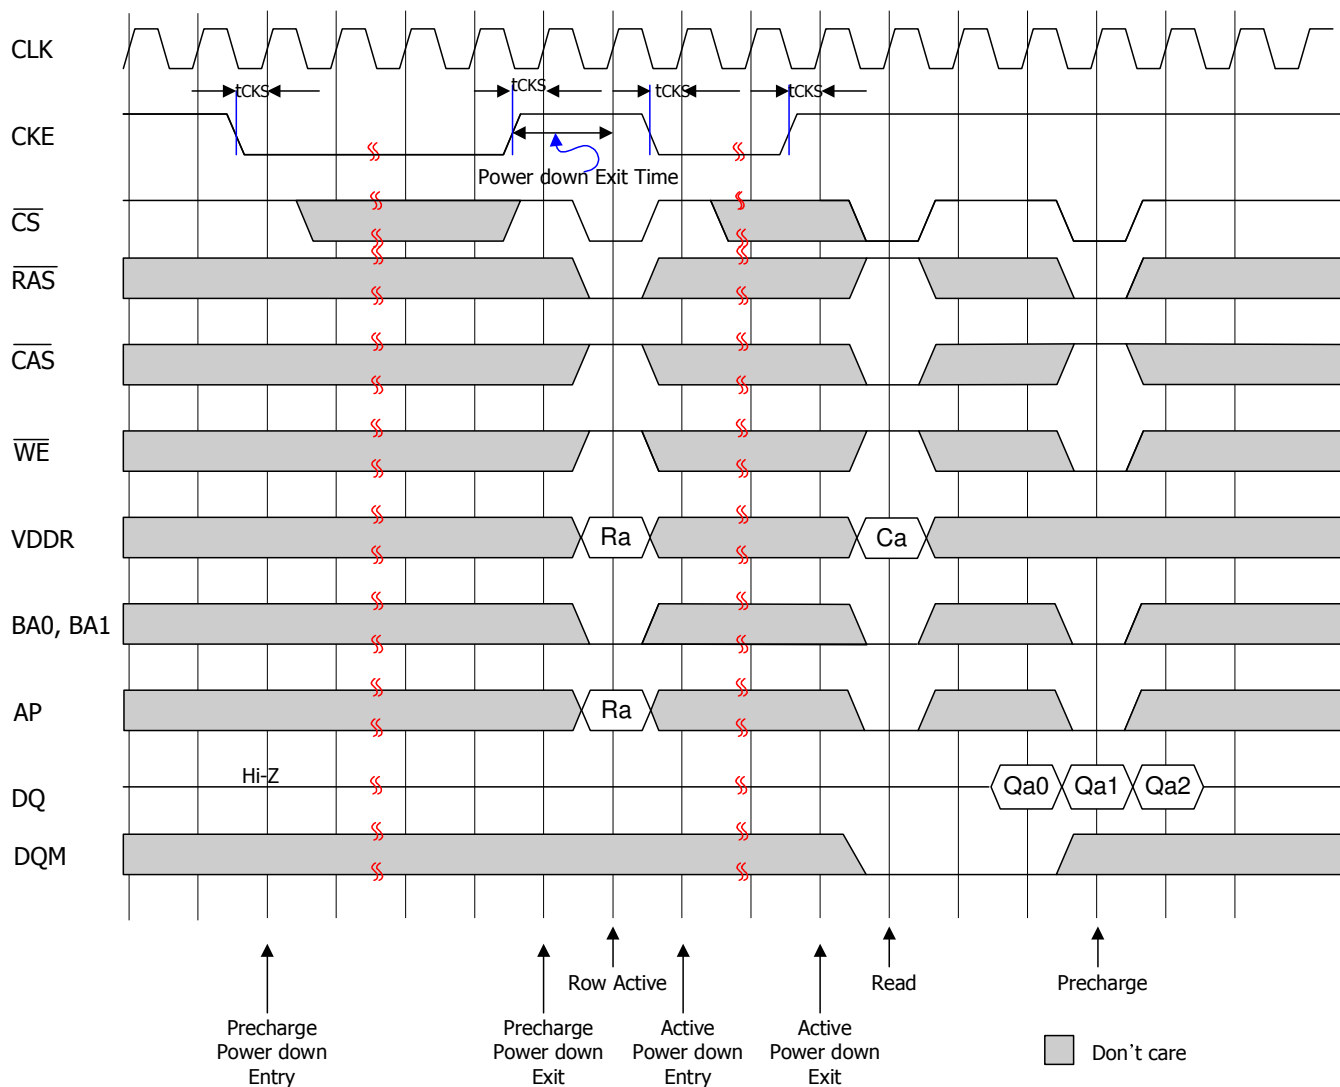 CLK
tCKS tCKS tCKS tCKS
CKE
Power down Exit Time
CS
RAS
CAS
WE
VDDR Ra Ca
BA0, BA1
AP Ra
Hi-Z
DQ Qa0 Qa1 Qa2
DQM
Row Active Read Precharge
Precharge
Power down
Entry
Precharge
Power down
Exit
Active
Power down
Entry
Active
Power down
Exit
Don't care